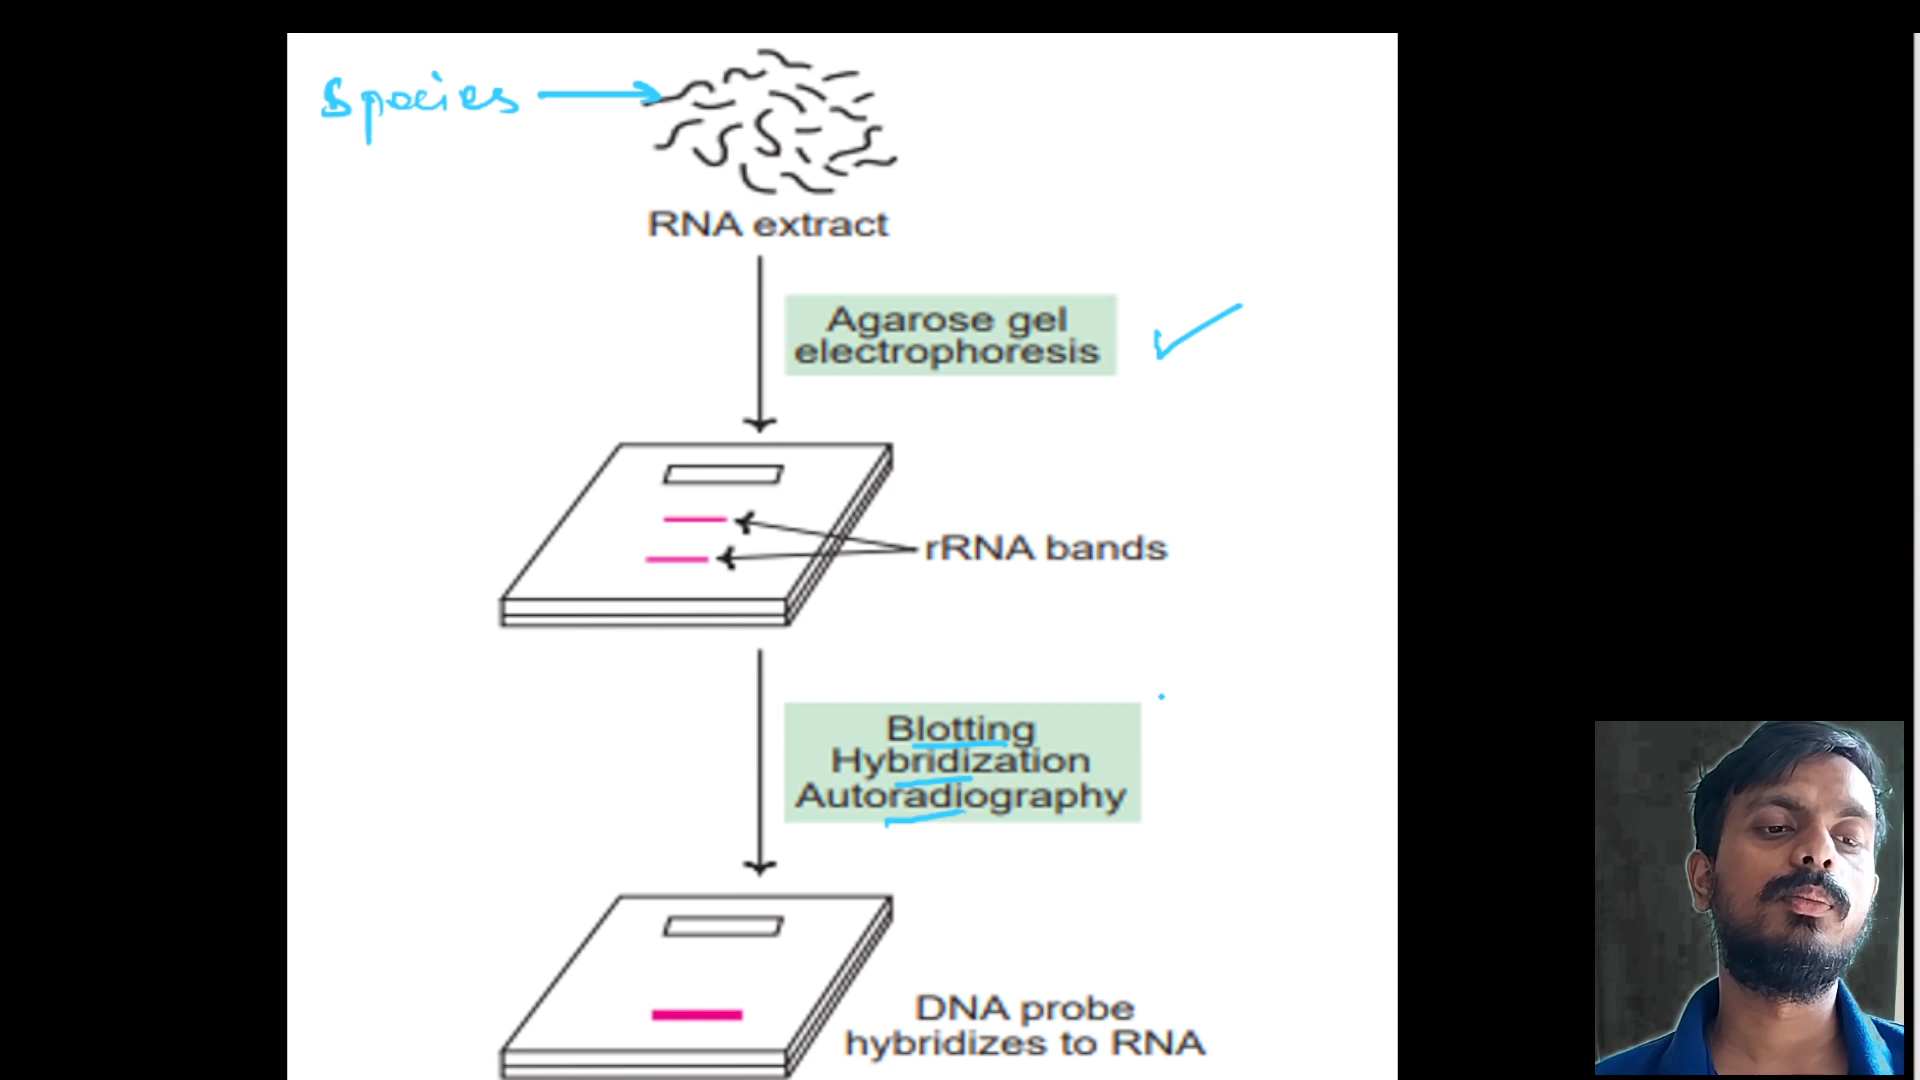 Species
RNA extract
Agarose gel
electrophoresis
rRNA bands
Blotting
Hybridization
Autoradiography
DNA probe
hybridizes to RNA